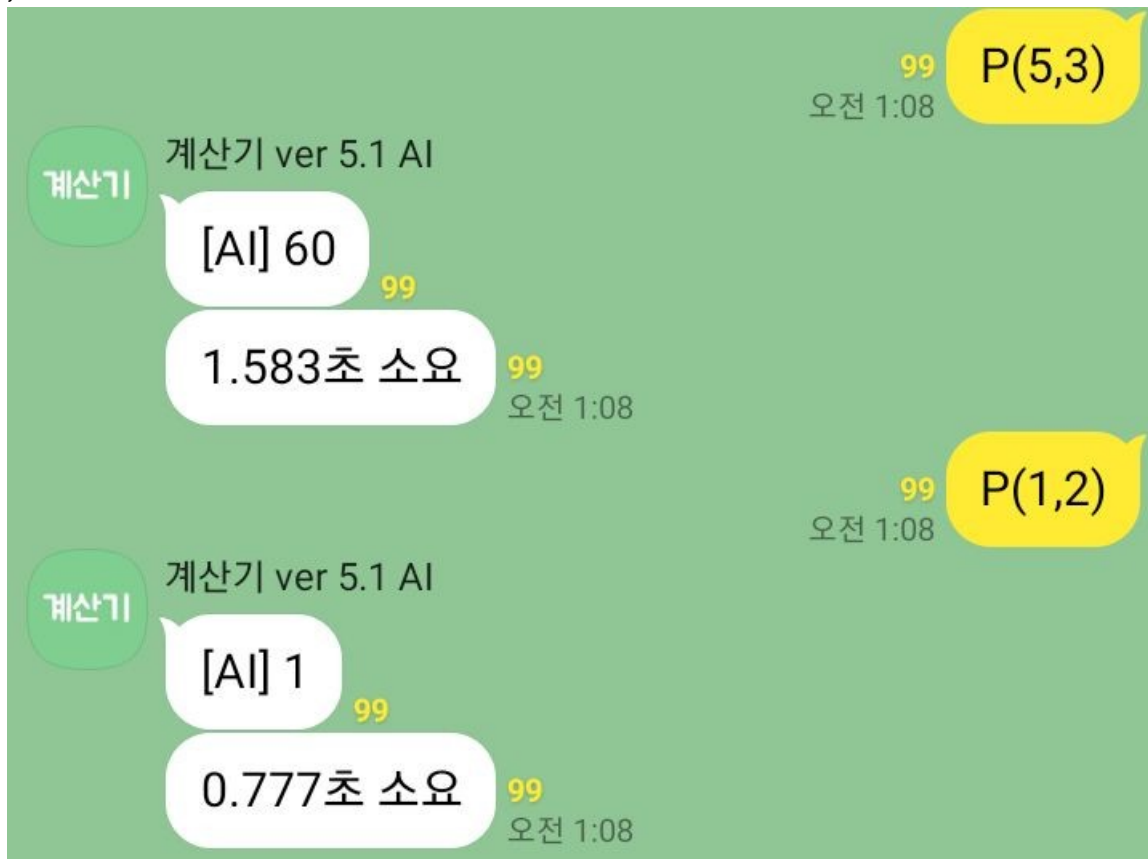 99
P(5,3)
오전 1:08
계산기
계산기 ver 5.1 AI
[AI] 60
99
1.583초 소요
99
오전 1:08
99
P(1,2)
오전 1:08
계산기
계산기 ver 5.1 AI
[AI] 1
99
0.777초 소요
99
오전 1:08